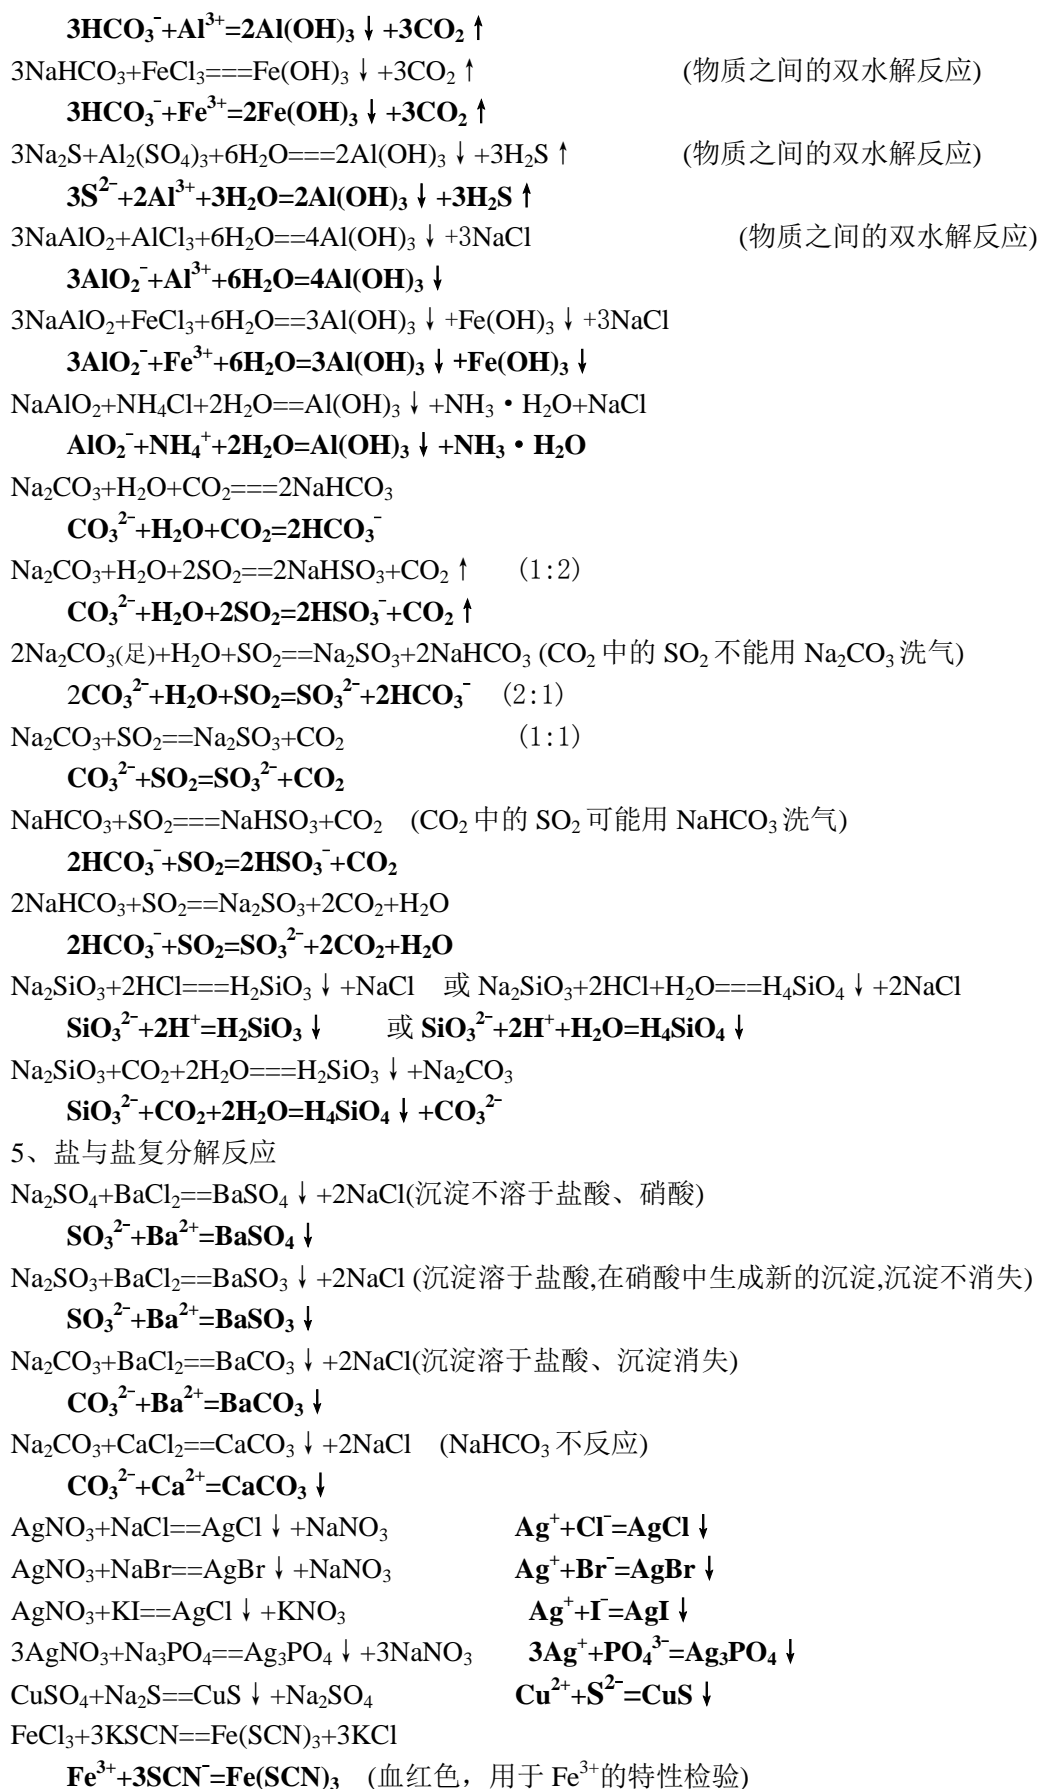 3HCO₃⁻+Al³⁺=2Al(OH)₃↓+3CO₂↑
3NaHCO₃+FeCl₃===Fe(OH)₃↓+3CO₂↑ (物质之间的双水解反应)
3HCO₃⁻+Fe³⁺=2Fe(OH)₃↓+3CO₂↑
3Na₂S+Al₂(SO₄)₃+6H₂O===2Al(OH)₃↓+3H₂S↑ (物质之间的双水解反应)
3S²⁻+2Al³⁺+3H₂O=2Al(OH)₃↓+3H₂S↑
3NaAlO₂+AlCl₃+6H₂O==4Al(OH)₃↓+3NaCl (物质之间的双水解反应)
3AlO₂⁻+Al³⁺+6H₂O=4Al(OH)₃↓
3NaAlO₂+FeCl₃+6H₂O==3Al(OH)₃↓+Fe(OH)₃↓+3NaCl
3AlO₂⁻+Fe³⁺+6H₂O=3Al(OH)₃↓+Fe(OH)₃↓
NaAlO₂+NH₄Cl+2H₂O==Al(OH)₃↓+NH₃·H₂O+NaCl
AlO₂⁻+NH₄⁺+2H₂O=Al(OH)₃↓+NH₃·H₂O
Na₂CO₃+H₂O+CO₂===2NaHCO₃
CO₃²⁻+H₂O+CO₂=2HCO₃⁻
Na₂CO₃+H₂O+2SO₂==2NaHSO₃+CO₂↑ (1:2)
CO₃²⁻+H₂O+2SO₂=2HSO₃⁻+CO₂↑
2Na₂CO₃(足)+H₂O+SO₂==Na₂SO₃+2NaHCO₃ (CO₂中的 SO₂不能用 Na₂CO₃洗气)
2CO₃²⁻+H₂O+SO₂=SO₃²⁻+2HCO₃⁻ (2:1)
Na₂CO₃+SO₂==Na₂SO₃+CO₂ (1:1)
CO₃²⁻+SO₂=SO₃²⁻+CO₂
NaHCO₃+SO₂===NaHSO₃+CO₂ (CO₂中的 SO₂可能用 NaHCO₃洗气)
2HCO₃⁻+SO₂=2HSO₃⁻+CO₂
2NaHCO₃+SO₂==Na₂SO₃+2CO₂+H₂O
2HCO₃⁻+SO₂=SO₃²⁻+2CO₂+H₂O
Na₂SiO₃+2HCl===H₂SiO₃↓+NaCl 或 Na₂SiO₃+2HCl+H₂O===H₄SiO₄↓+2NaCl
SiO₃²⁻+2H⁺=H₂SiO₃↓ 或 SiO₃²⁻+2H⁺+H₂O=H₄SiO₄↓
Na₂SiO₃+CO₂+2H₂O===H₂SiO₃↓+Na₂CO₃
SiO₃²⁻+CO₂+2H₂O=H₄SiO₄↓+CO₃²⁻
5、盐与盐复分解反应
Na₂SO₄+BaCl₂==BaSO₄↓+2NaCl(沉淀不溶于盐酸、硝酸)
SO₃²⁻+Ba²⁺=BaSO₄↓
Na₂SO₃+BaCl₂==BaSO₃↓+2NaCl (沉淀溶于盐酸,在硝酸中生成新的沉淀,沉淀不消失)
SO₃²⁻+Ba²⁺=BaSO₃↓
Na₂CO₃+BaCl₂==BaCO₃↓+2NaCl(沉淀溶于盐酸、沉淀消失)
CO₃²⁻+Ba²⁺=BaCO₃↓
Na₂CO₃+CaCl₂==CaCO₃↓+2NaCl (NaHCO₃不反应)
CO₃²⁻+Ca²⁺=CaCO₃↓
AgNO₃+NaCl==AgCl↓+NaNO₃ Ag⁺+Cl⁻=AgCl↓
AgNO₃+NaBr==AgBr↓+NaNO₃ Ag⁺+Br⁻=AgBr↓
AgNO₃+KI==AgCl↓+KNO₃ Ag⁺+I⁻=AgI↓
3AgNO₃+Na₃PO₄==Ag₃PO₄↓+3NaNO₃ 3Ag⁺+PO₄³⁻=Ag₃PO₄↓
CuSO₄+Na₂S==CuS↓+Na₂SO₄ Cu²⁺+S²⁻=CuS↓
FeCl₃+3KSCN==Fe(SCN)₃+3KCl
Fe³⁺+3SCN⁻=Fe(SCN)₃ (血红色，用于 Fe³⁺的特性检验)